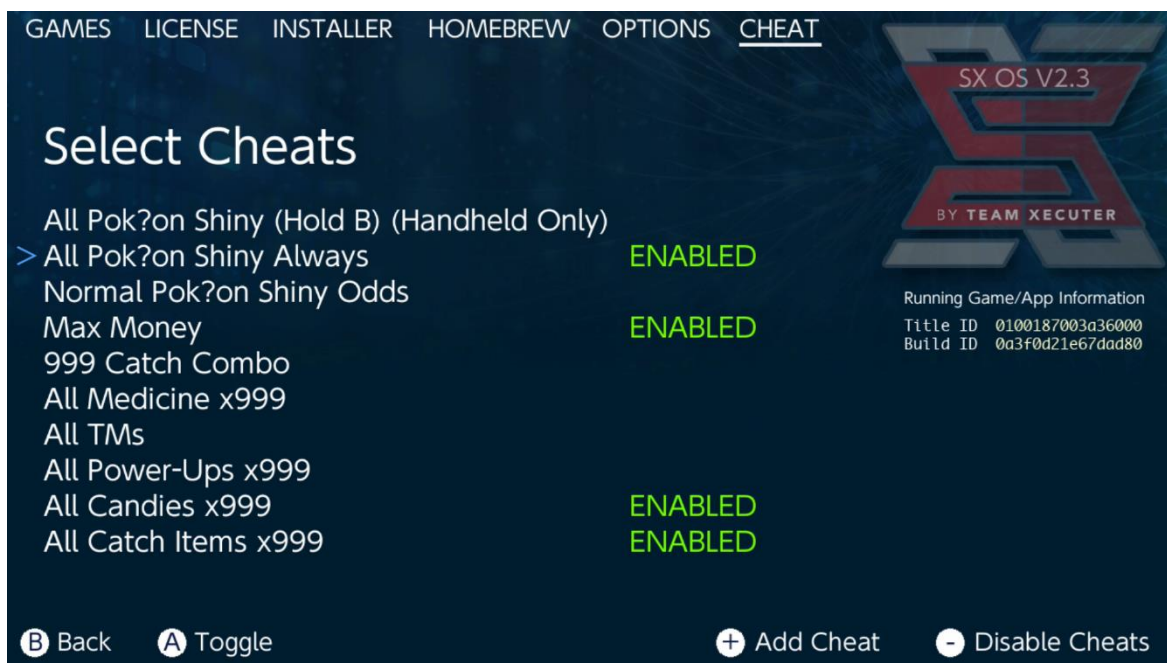 GAMES LICENSE INSTALLER HOMEBREW OPTIONS CHEAT
SX OS V2.3
BY TEAM XECUTER
Select Cheats
All Pok?on Shiny (Hold B) (Handheld Only)
> All Pok?on Shiny Always ENABLED
Normal Pok?on Shiny Odds
Max Money ENABLED
999 Catch Combo
All Medicine x999
All TMs
All Power-Ups x999
All Candies x999 ENABLED
All Catch Items x999 ENABLED
Running Game/App Information
Title ID 0100187003a36000
Build ID 0a3f0d21e67dad80
B Back A Toggle + Add Cheat - Disable Cheats